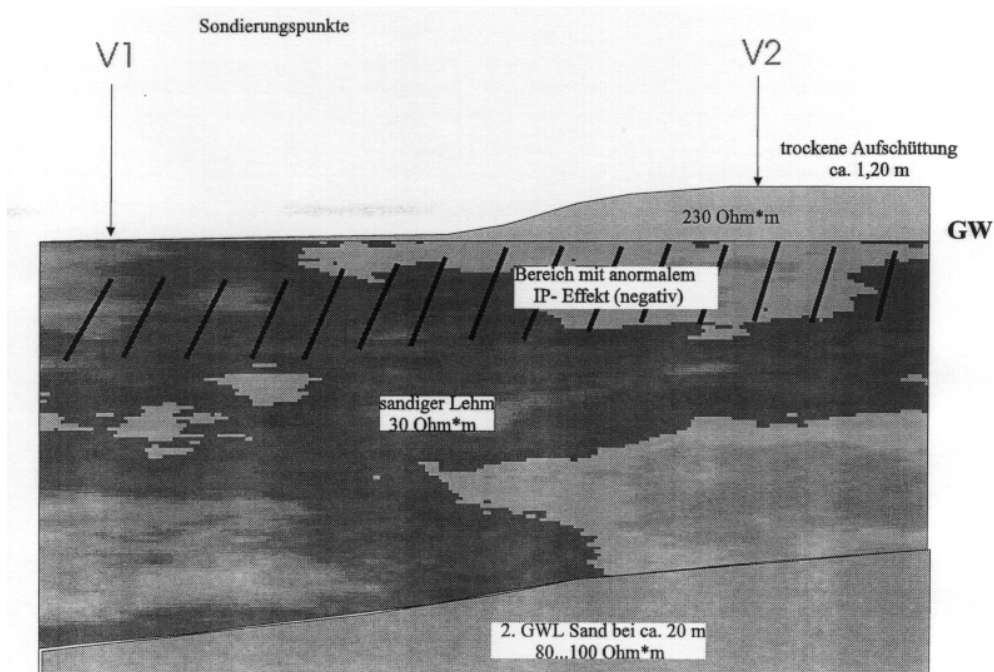 Sondierungspunkte
V1
V2
trockene Aufschüttung
ca. 1,20 m
230 Ohm*m
GW
Bereich mit anormalem
IP- Effekt (negativ)
sandiger Lehm
30 Ohm*m
2. GWL Sand bei ca. 20 m
80...100 Ohm*m